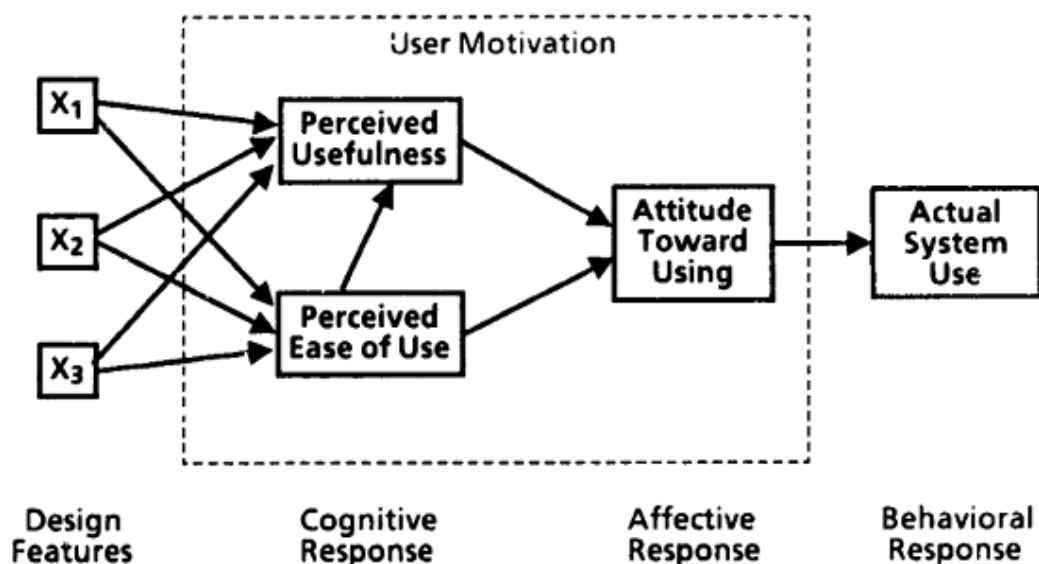 User Motivation
X1
Perceived
Usefulness
X2
Attitude
Toward
Using
Actual
System
Use
Perceived
Ease of Use
X3
Design
Features
Cognitive
Response
Affective
Response
Behavioral
Response